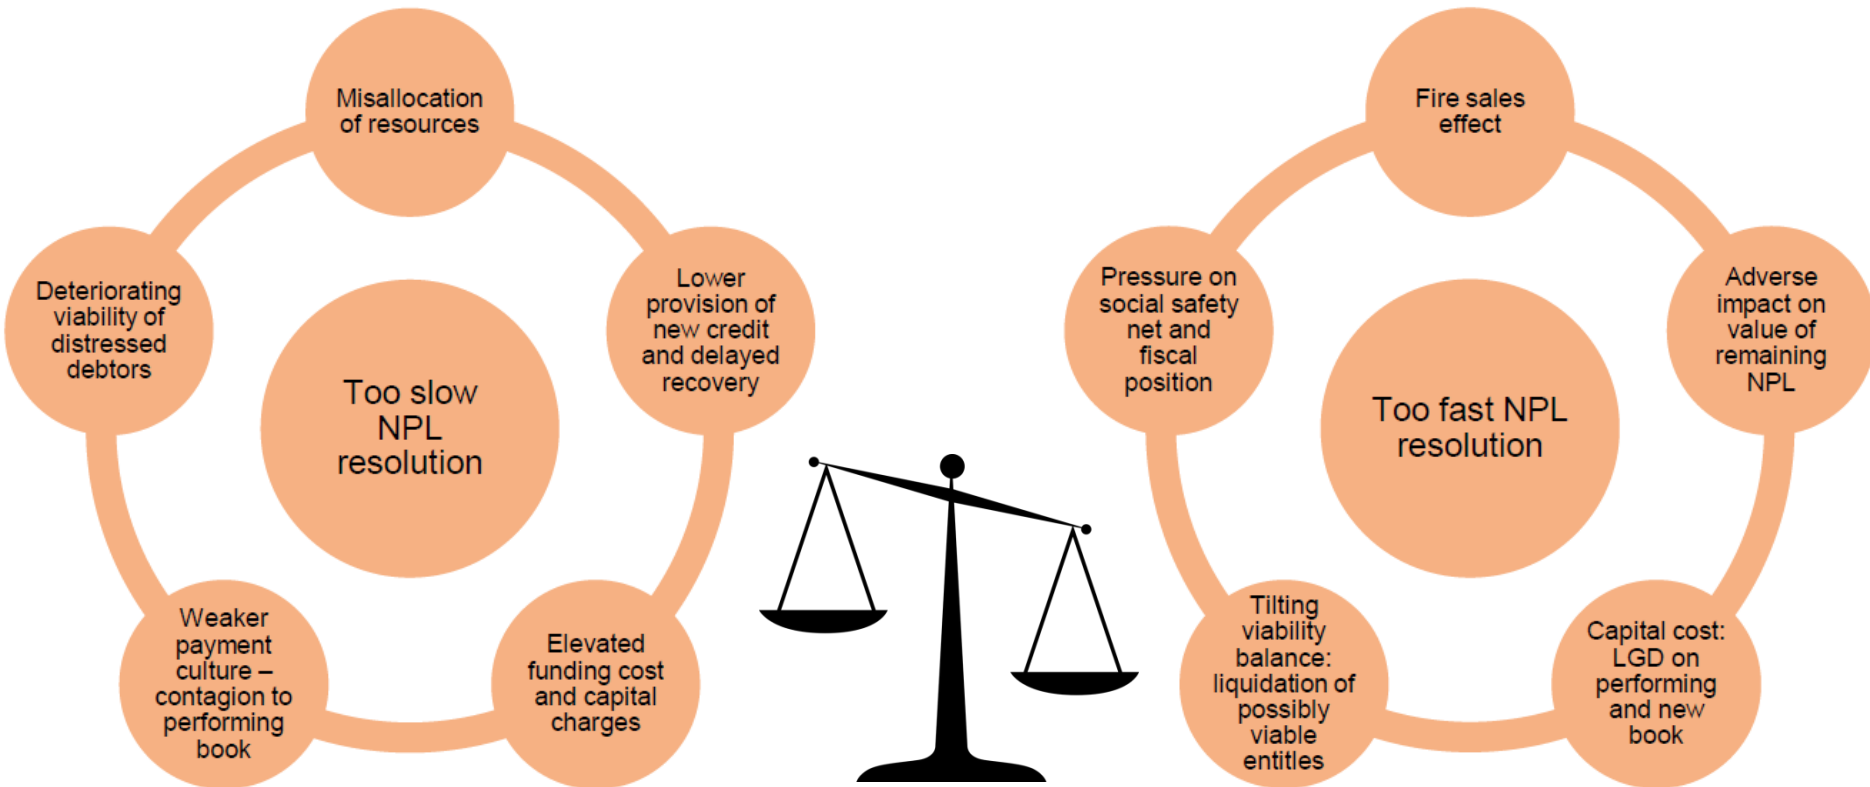 Misallocation
of resources
Lower
provision of
new credit
and delayed
recovery
Elevated
funding cost
and capital
charges
Weaker
payment
culture –
contagion to
performing
book
Deteriorating
viability of
distressed
debtors
Too slow
NPL
resolution
Fire sales
effect
Adverse
impact on
value of
remaining
NPL
Capital cost:
LGD on
performing
and new
book
Tilting
viability
balance:
liquidation of
possibly
viable
entitles
Pressure on
social safety
net and
fiscal
position
Too fast NPL
resolution